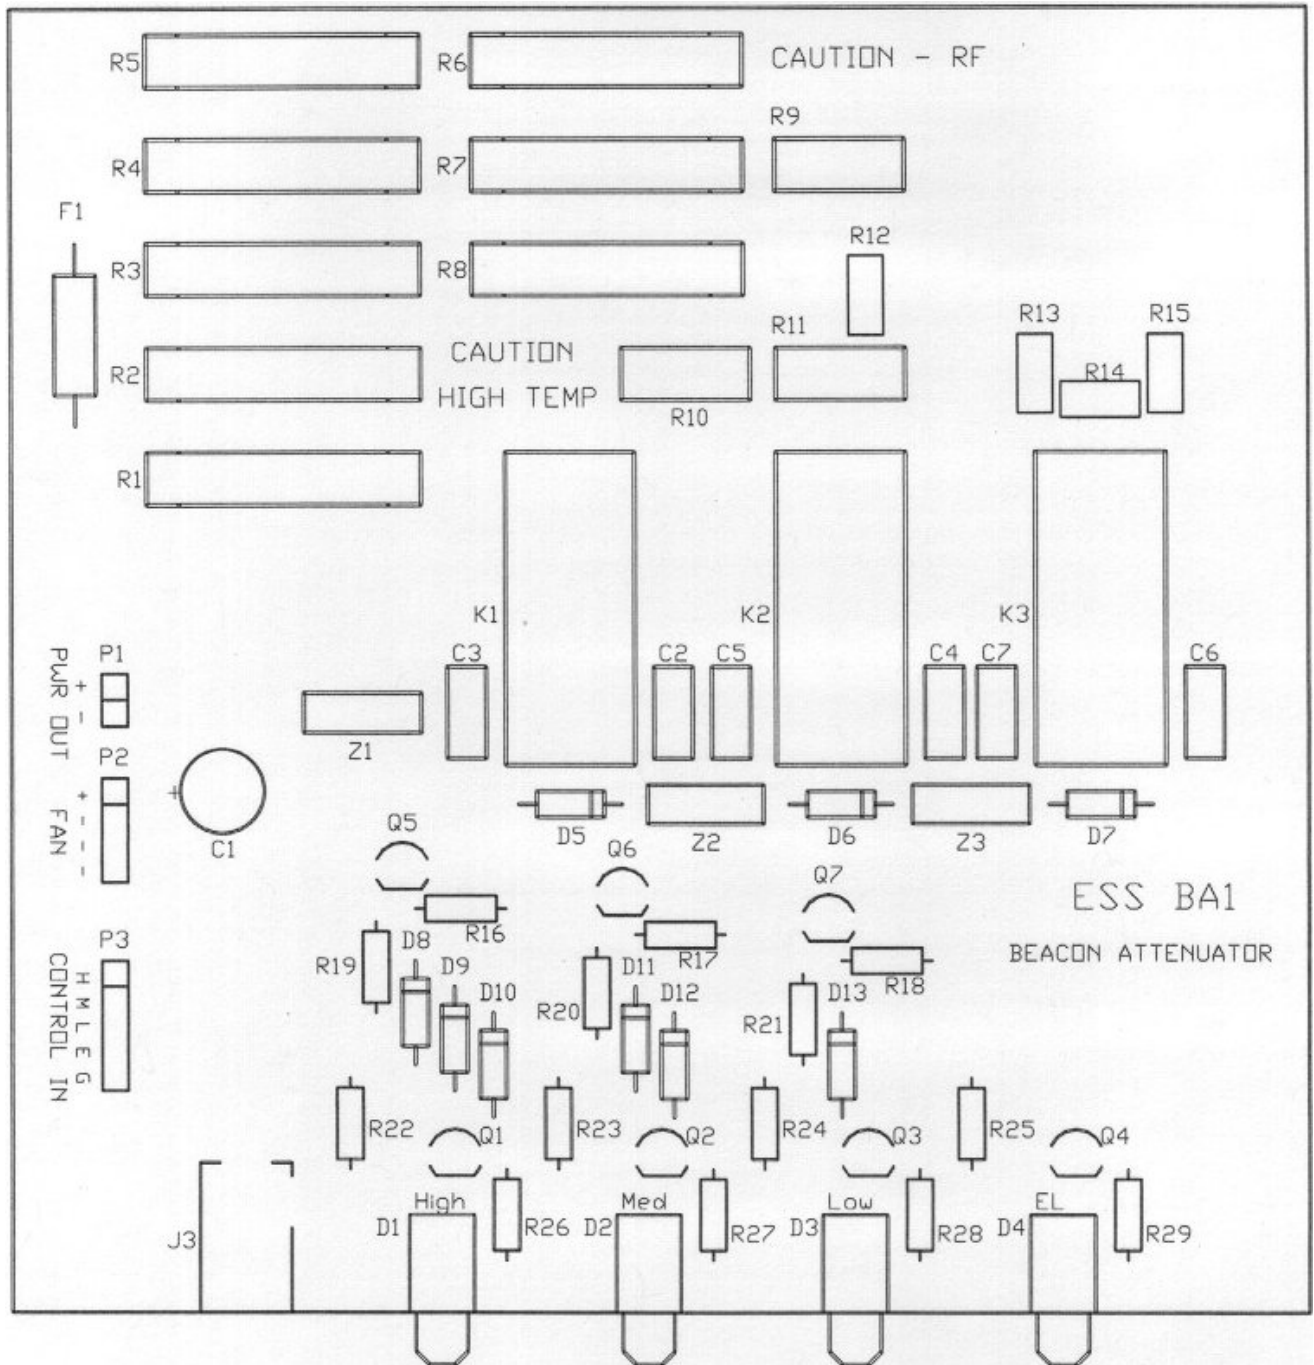 R5
R6
CAUTION - RF
R9
R4
R7
F1
R12
R3
R8
R13
R15
R11
CAUTION
R2
R14
HIGH TEMP
R10
R1
K1
K2
K3
P1
C3
C2
C5
C4
C7
C6
PWR OUT
+
-
Z1
P2
+
-
-
-
FAN
+
C1
D5
Z2
D6
Z3
D7
Q5
Q6
Q7
ESS BA1
R16
R17
BEACON ATTENUATOR
P3
D8
R19
D9
D11
R18
D10
R20
D12
R21
D13
H M L E G
CONTROL IN
R22
Q1
R23
Q2
R24
Q3
R25
Q4
High
Med
Low
EL
J3
D1
R26
D2
R27
D3
R28
D4
R29